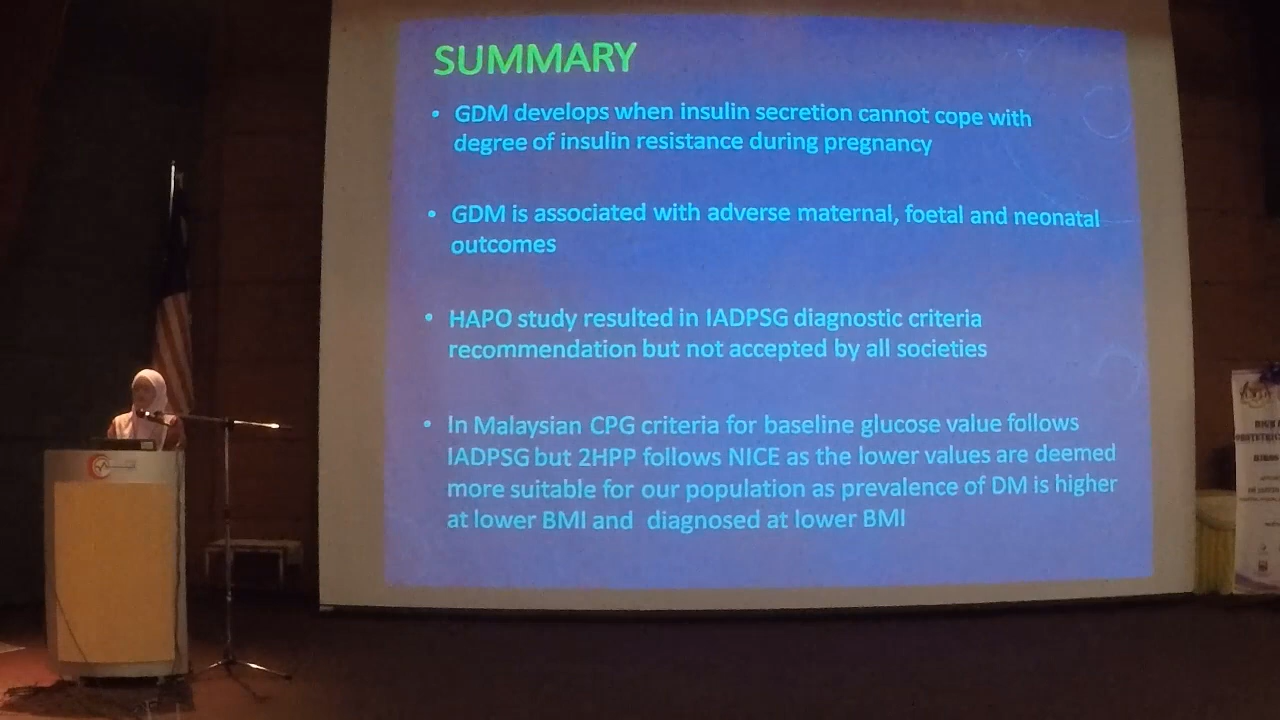 SUMMARY
• GDM develops when insulin secretion cannot cope with
degree of insulin resistance during pregnancy
• GDM is associated with adverse maternal, foetal and neonatal
outcomes
• HAPO study resulted in IADPSG diagnostic criteria
recommendation but not accepted by all societies
• In Malaysian CPG criteria for baseline glucose value follows
IADPSG but 2HPP follows NICE as the lower values are deemed
more suitable for our population as prevalence of DM is higher
at lower BMI and  diagnosed at lower BMI